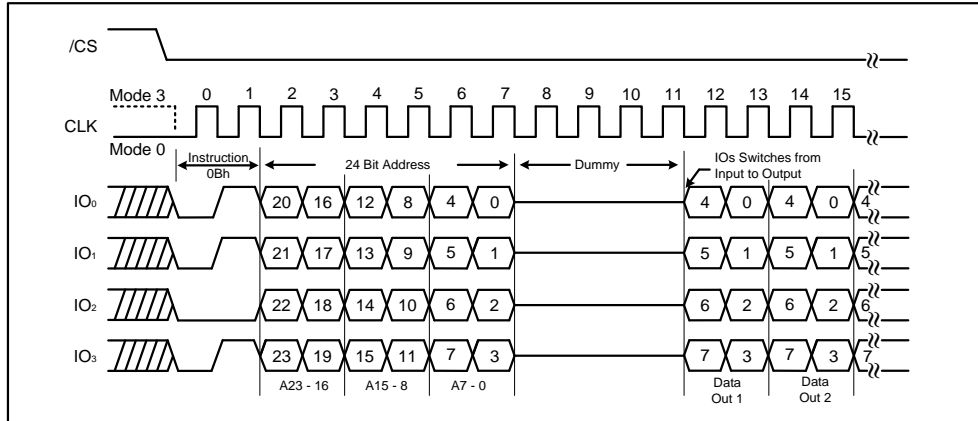 /CS
Mode 3 0 1 2 3 4 5 6 7 8 9 10 11 12 13 14 15
CLK
Mode 0
Instruction 24 Bit Address Dummy IOs Switches from
0Bh Input to Output
IO₀ 20 16 12 8 4 0 4 0 4 0 4
IO₁ 21 17 13 9 5 1 5 1 5 1 5
IO₂ 22 18 14 10 6 2 6 2 6 2 6
IO₃ 23 19 15 11 7 3 7 3 7 3 7
A23 - 16 A15 - 8 A7 - 0 Data Data
Out 1 Out 2